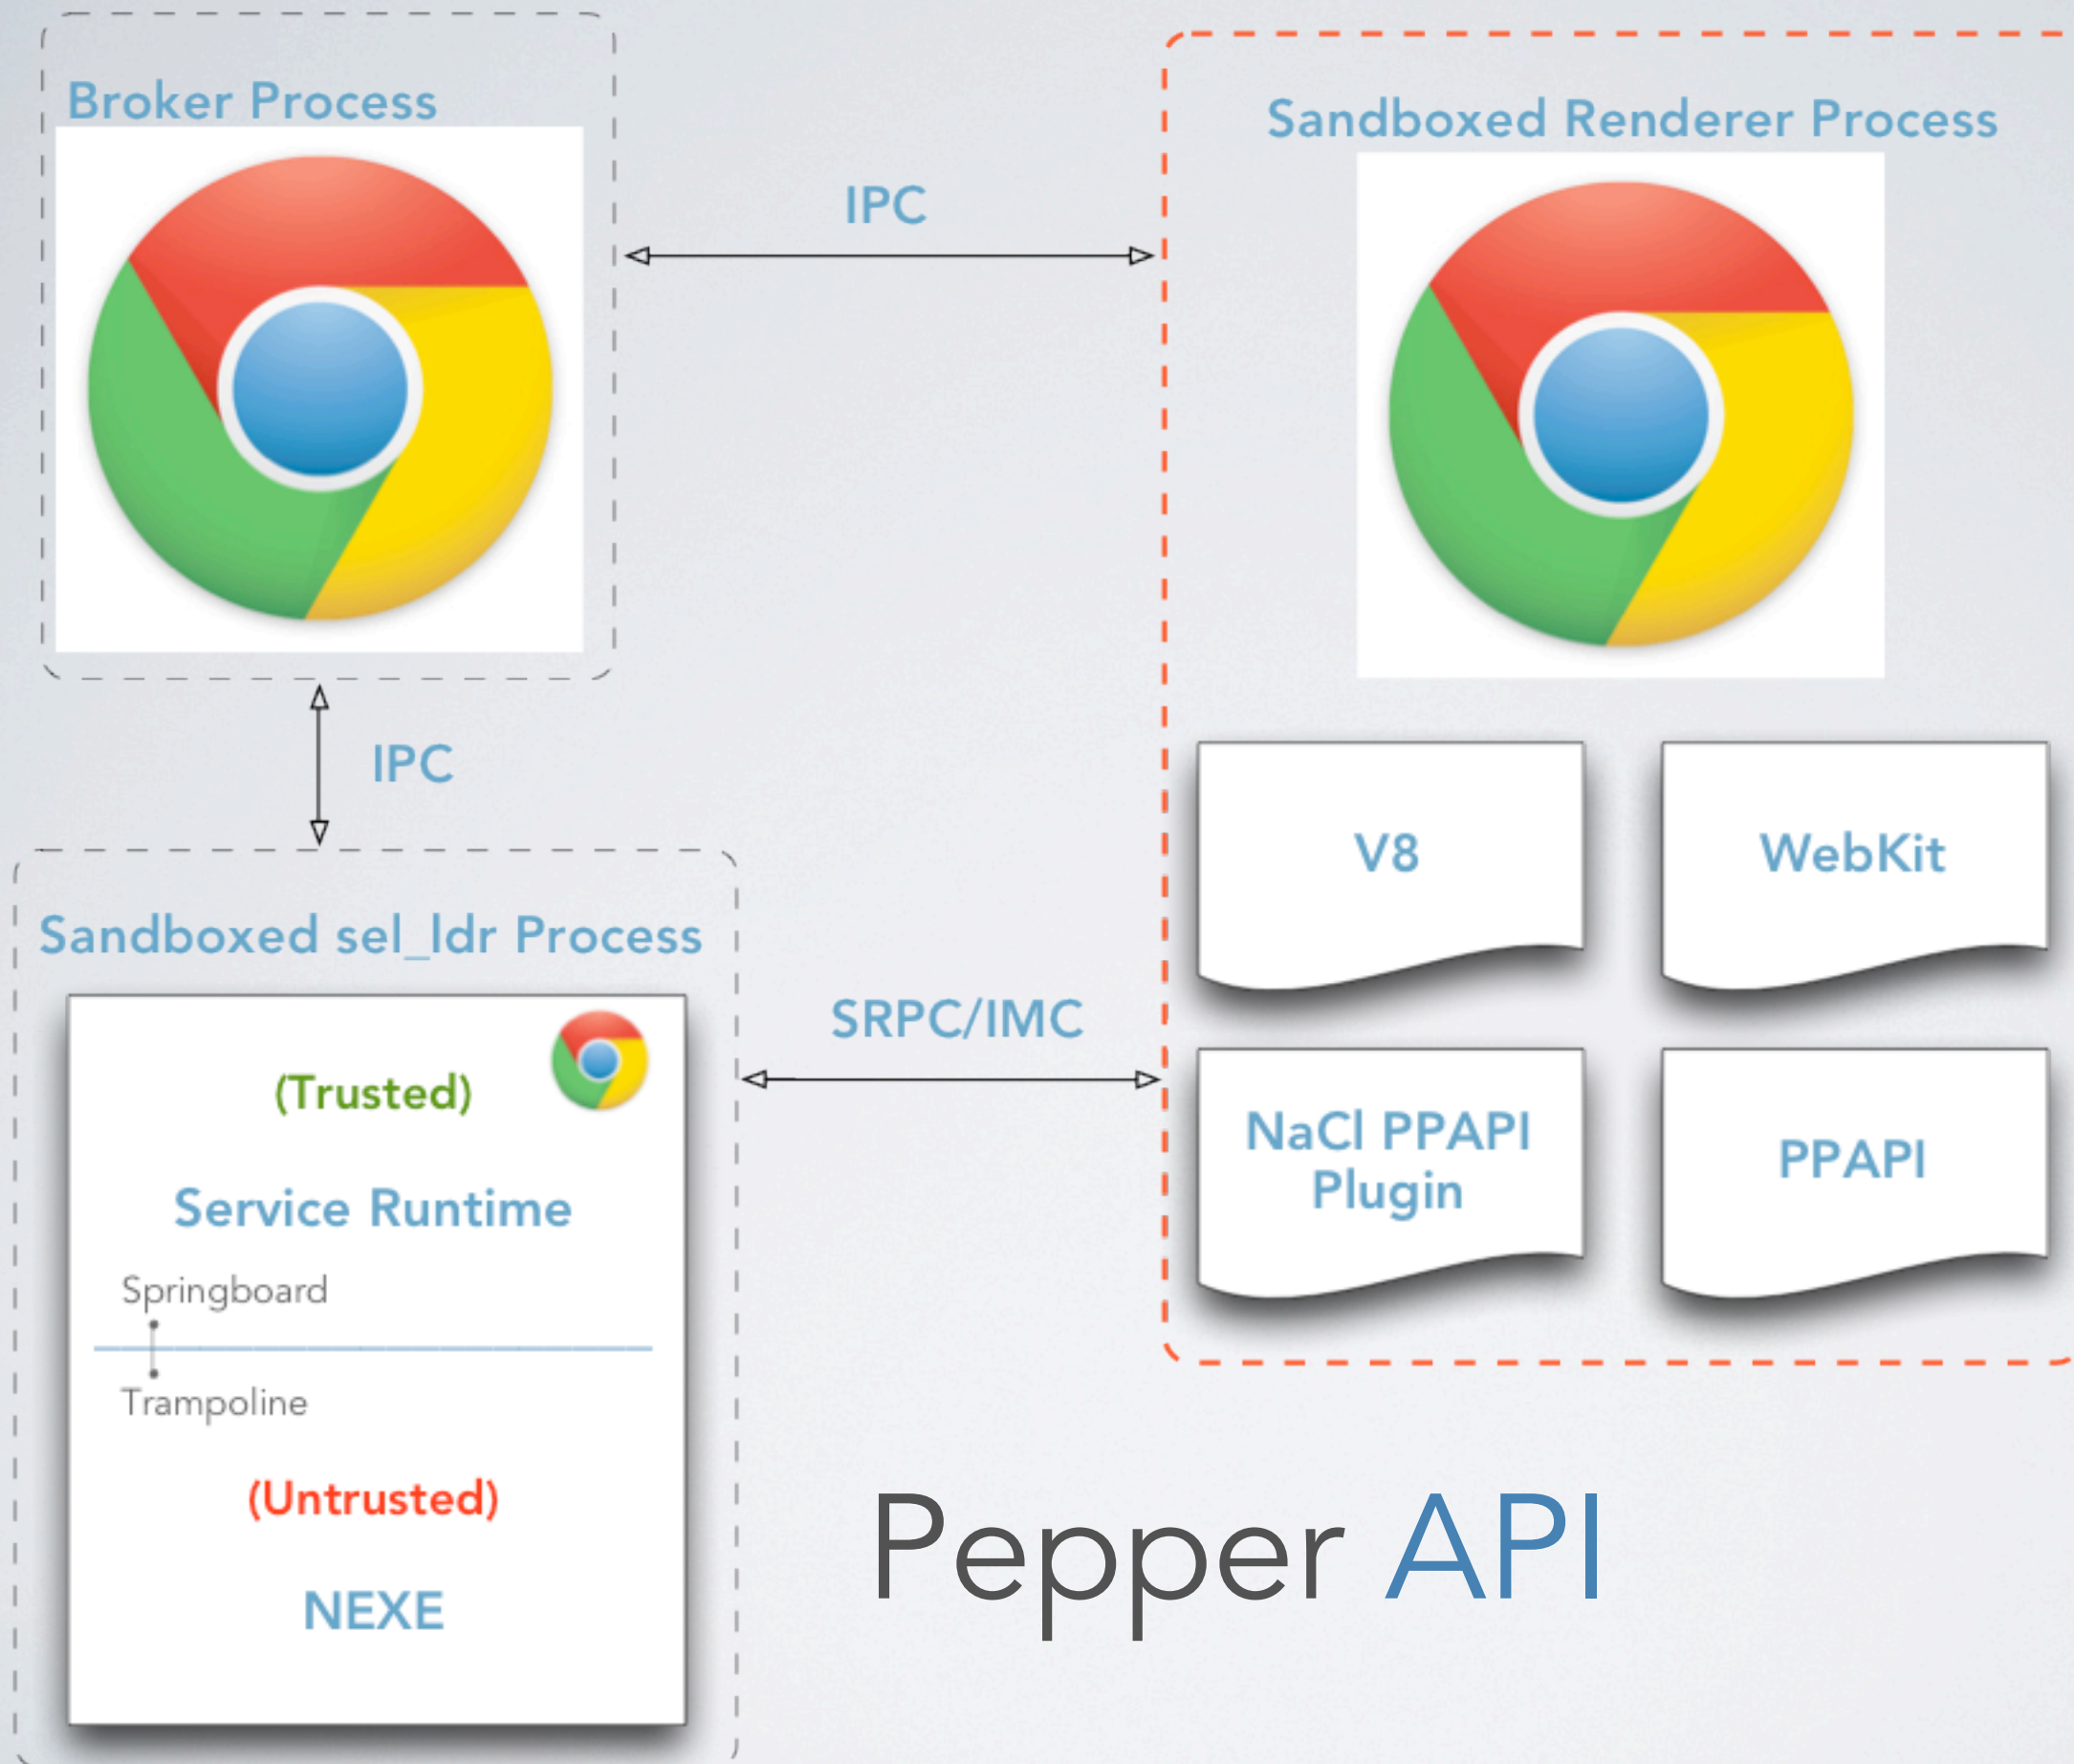 Broker Process
Sandboxed Renderer Process
IPC
IPC
V8
WebKit
Sandboxed sel_ldr Process
SRPC/IMC
(Trusted)
NaCl PPAPI
Plugin
PPAPI
Service Runtime
Springboard
Trampoline
(Untrusted)
NEXE
Pepper API